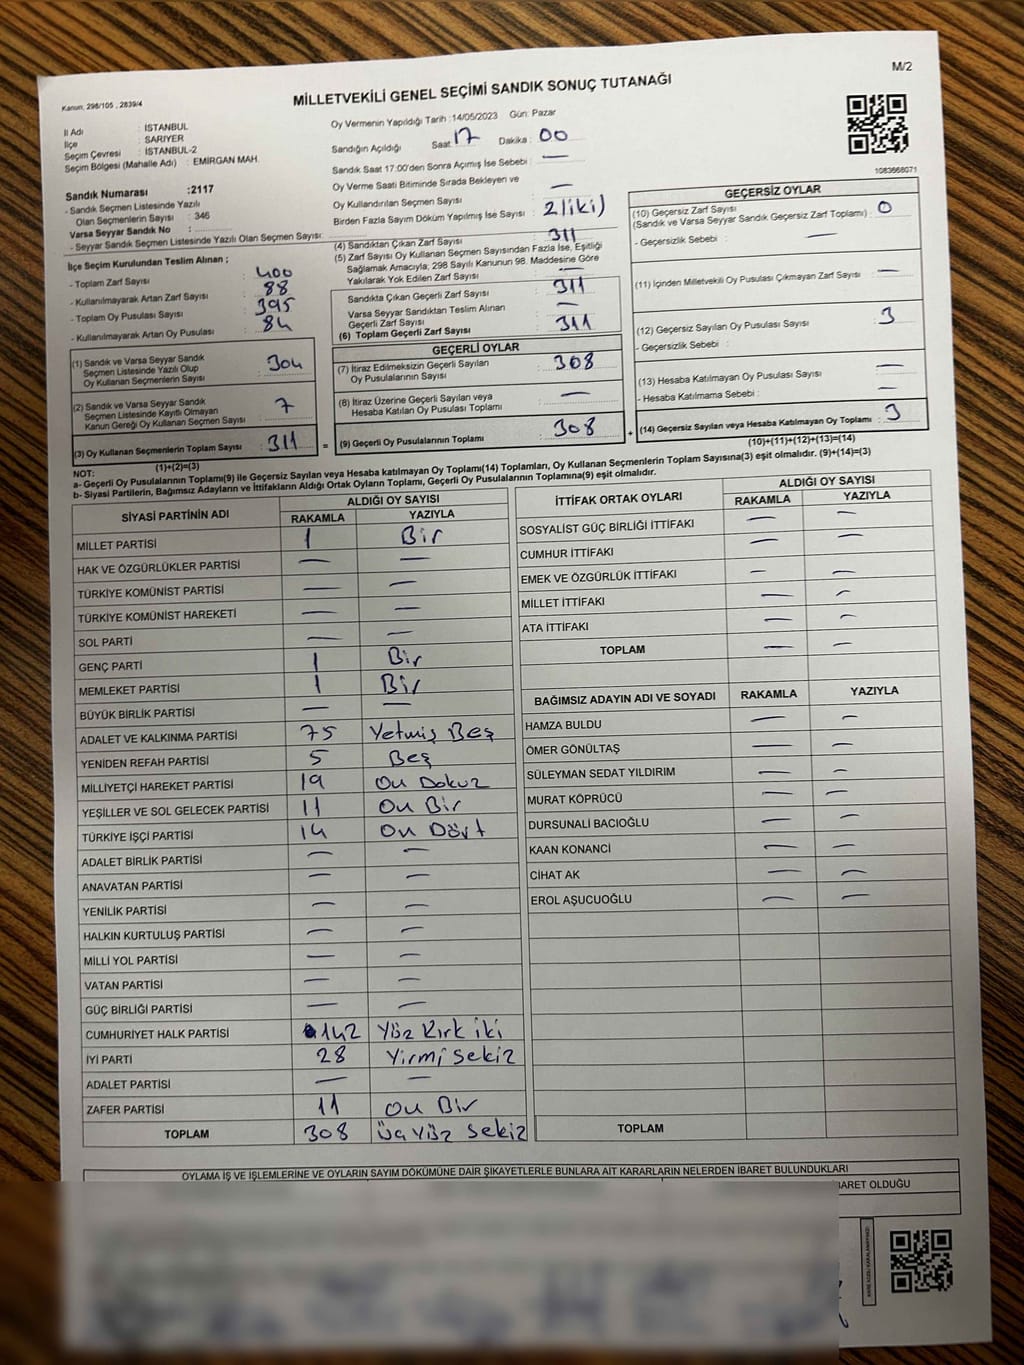 M/2
Kanun; 298/105 , 2839/4
MİLLETVEKİLİ GENEL SEÇİMİ SANDIK SONUÇ TUTANAĞI
İl Adı : İSTANBUL
İlçe : SARIYER
Seçim Çevresi : İSTANBUL-2
Seçim Bölgesi (Mahalle Adı) : EMİRGAN MAH.
Sandık Numarası :2117
- Sandık Seçmen Listesinde Yazılı
Olan Seçmenlerin Sayısı : 346
Varsa Seyyar Sandık No :
- Seyyar Sandık Seçmen Listesinde Yazılı Olan Seçmen Sayısı:
Oy Vermenin Yapıldığı Tarih :14/05/2023 Gün: Pazar
Sandığın Açıldığı Saat : 17 Dakika : 00
Sandık Saat 17:00'den Sonra Açımış İse Sebebi : —
Oy Verme Saati Bitiminde Sırada Bekleyen ve
Oy Kullandırılan Seçmen Sayısı : —
Birden Fazla Sayım Döküm Yapılmış İse Sayısı : 2(iki)
1083668071
İlçe Seçim Kurulundan Teslim Alınan ;
- Toplam Zarf Sayısı : 400
- Kullanılmayarak Artan Zarf Sayısı : 88
- Toplam Oy Pusulası Sayısı : 395
- Kullanılmayarak Artan Oy Pusulası : 84
(1) Sandık ve Varsa Seyyar Sandık
Seçmen Listesinde Yazılı Olup
Oy Kullanan Seçmenlerin Sayısı : 304
(2) Sandık ve Varsa Seyyar Sandık
Seçmen Listesinde Kayıtlı Olmayan
Kanun Gereği Oy Kullanan Seçmen Sayısı : 7
(3) Oy Kullanan Seçmenlerin Toplam Sayısı : 311 =
(1)+(2)=(3)
(4) Sandıktan Çıkan Zarf Sayısı : 311
(5) Zarf Sayısı Oy Kullanan Seçmen Sayısından Fazla İse, Eşitliği
Sağlamak Amacıyla; 298 Sayılı Kanunun 98. Maddesine Göre
Yakılarak Yok Edilen Zarf Sayısı : —
Sandıkta Çıkan Geçerli Zarf Sayısı : 311
Varsa Seyyar Sandıktan Teslim Alınan
Geçerli Zarf Sayısı : —
(6) Toplam Geçerli Zarf Sayısı : 311
GEÇERLİ OYLAR
(7) İtiraz Edilmeksizin Geçerli Sayılan
Oy Pusulalarının Sayısı : 308
(8) İtiraz Üzerine Geçerli Sayılan veya
Hesaba Katılan Oy Pusulası Toplamı : —
(9) Geçerli Oy Pusulalarının Toplamı : 308 +
GEÇERSİZ OYLAR
(10) Geçersiz Zarf Sayısı
(Sandık ve Varsa Seyyar Sandık Geçersiz Zarf Toplamı) : 0
- Geçersizlik Sebebi : —
(11) İçinden Milletvekili Oy Pusulası Çıkmayan Zarf Sayısı : —
(12) Geçersiz Sayılan Oy Pusulası Sayısı : 3
- Geçersizlik Sebebi :
(13) Hesaba Katılmayan Oy Pusulası Sayısı : —
- Hesaba Katılmama Sebebi : —
(14) Geçersiz Sayılan veya Hesaba Katılmayan Oy Toplamı : 3
(10)+(11)+(12)+(13)=(14)
NOT:
a- Geçerli Oy Pusulalarının Toplamı(9) ile Geçersiz Sayılan veya Hesaba katılmayan Oy Toplamı(14) Toplamları, Oy Kullanan Seçmenlerin Toplam Sayısına(3) eşit olmalıdır. (9)+(14)=(3)
b- Siyasi Partilerin, Bağımsız Adayların ve İttifakların Aldığı Ortak Oyların Toplamı, Geçerli Oy Pusulalarının Toplamına(9) eşit olmalıdır.
SİYASİ PARTİNİN ADI ALDIĞI OY SAYISI
RAKAMLA YAZIYLA
MİLLET PARTİSİ 1 Bir
HAK VE ÖZGÜRLÜKLER PARTİSİ — —
TÜRKİYE KOMÜNİST PARTİSİ — —
TÜRKİYE KOMÜNİST HAREKETİ — —
SOL PARTİ — —
GENÇ PARTİ 1 Bir
MEMLEKET PARTİSİ 1 Bir
BÜYÜK BİRLİK PARTİSİ — —
ADALET VE KALKINMA PARTİSİ 75 Yetmiş Beş
YENİDEN REFAH PARTİSİ 5 Beş
MİLLİYETÇİ HAREKET PARTİSİ 19 On Dokuz
YEŞİLLER VE SOL GELECEK PARTİSİ 11 On Bir
TÜRKİYE İŞÇİ PARTİSİ 14 On Dört
ADALET BİRLİK PARTİSİ — —
ANAVATAN PARTİSİ — —
YENİLİK PARTİSİ — —
HALKIN KURTULUŞ PARTİSİ — —
MİLLİ YOL PARTİSİ — —
VATAN PARTİSİ — —
GÜÇ BİRLİĞİ PARTİSİ — —
CUMHURİYET HALK PARTİSİ 142 Yüz Kırk iki
İYİ PARTİ 28 Yirmi Sekiz
ADALET PARTİSİ — —
ZAFER PARTİSİ 11 On Bir
TOPLAM 308 üç Yüz Sekiz
İTTİFAK ORTAK OYLARI ALDIĞI OY SAYISI
RAKAMLA YAZIYLA
SOSYALİST GÜÇ BİRLİĞİ İTTİFAKI — —
CUMHUR İTTİFAKI — —
EMEK VE ÖZGÜRLÜK İTTİFAKI — —
MİLLET İTTİFAKI — —
ATA İTTİFAKI — —
TOPLAM — —
BAĞIMSIZ ADAYIN ADI VE SOYADI RAKAMLA YAZIYLA
HAMZA BULDU — —
ÖMER GÖNÜLTAŞ — —
SÜLEYMAN SEDAT YILDIRIM — —
MURAT KÖPRÜCÜ — —
DURSUNALİ BACIOĞLU — —
KAAN KONANCİ — —
CİHAT AK — —
EROL AŞUCUOĞLU — —
TOPLAM
OYLAMA İŞ VE İŞLEMLERİNE VE OYLARIN SAYIM DÖKÜMÜNE DAİR ŞİKAYETLERLE BUNLARA AİT KARARLARIN NELERDEN İBARET BULUNDUKLARI
İBARET OLDUĞU